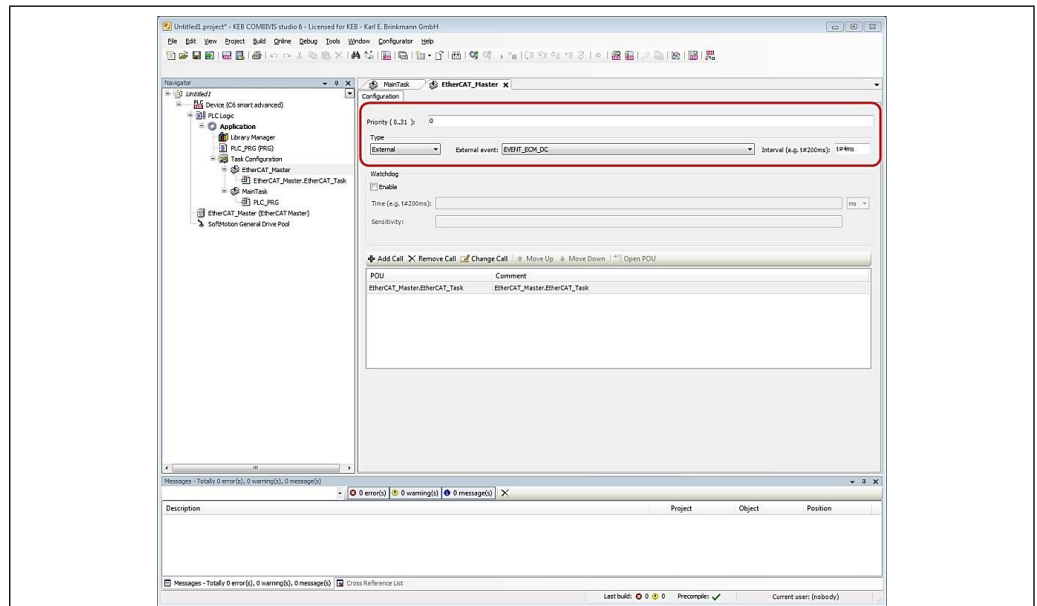 Untitled1.project* - KEB COMBIVIS studio 6 - Licensed for KEB - Karl E. Brinkmann GmbH
File Edit View Project Build Online Debug Tools Window Configurator Help
Navigator
Untitled1
Device (C6 smart advanced)
PLC Logic
Application
Library Manager
PLC_PRG (PRG)
Task Configuration
EtherCAT_Master
EtherCAT_Master.EtherCAT_Task
MainTask
PLC_PRG
EtherCAT_Master (EtherCAT Master)
SoftMotion General Drive Pool
MainTask EtherCAT_Master
Configuration
Priority ( 0..31 ): 0
Type
External External event: EVENT_ECM_DC Interval (e.g. t#200ms): t#4ms
Watchdog
Enable
Time (e.g. t#200ms): ms
Sensitivity:
Add Call Remove Call Change Call Move Up Move Down Open POU
POU Comment
EtherCAT_Master.EtherCAT_Task EtherCAT_Master.EtherCAT_Task
Messages - Totally 0 error(s), 0 warning(s), 0 message(s)
0 error(s) 0 warning(s) 0 message(s)
Description Project Object Position
Messages - Totally 0 error(s), 0 warning(s), 0 message(s) Cross Reference List
Last build: 0 0 Precompile: Current user: (nobody)